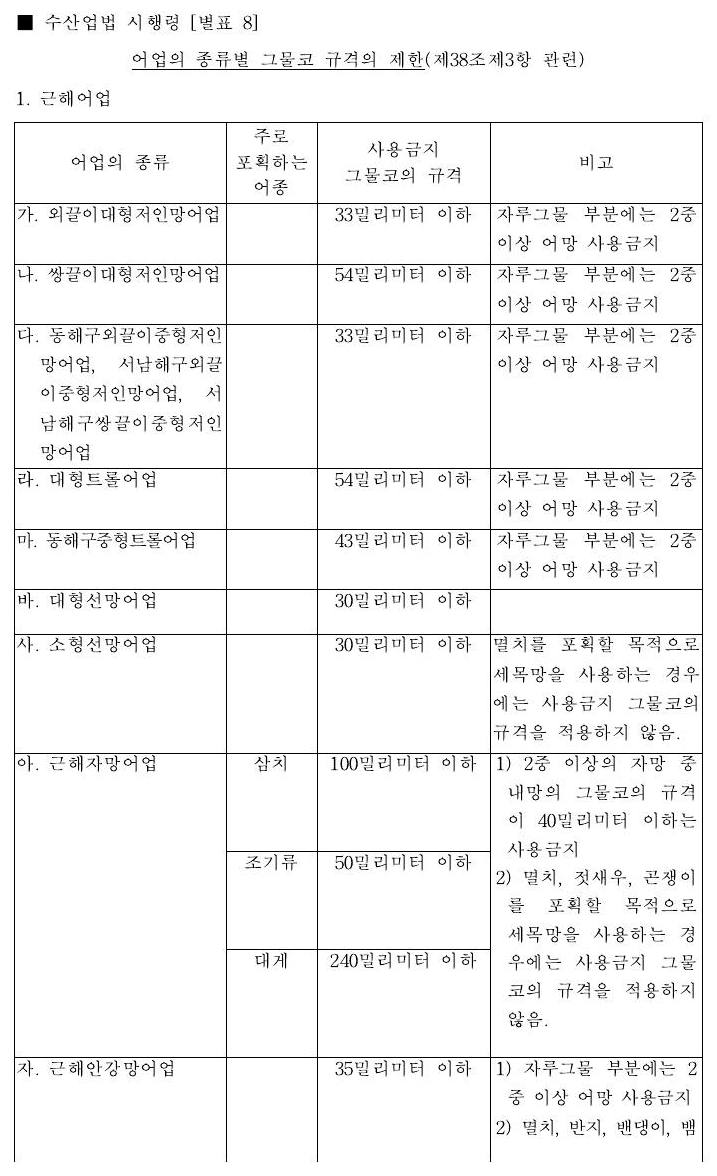 ■ 수산업법 시행령 [별표 8]
어업의 종류별 그물코 규격의 제한(제38조제3항 관련)
1. 근해어업
어업의 종류
주로
포획하는
어종
사용금지
그물코의 규격
비고
가. 외끌이대형저인망어업
33밀리미터 이하
자루그물 부분에는 2중
이상 어망 사용금지
나. 쌍끌이대형저인망어업
54밀리미터 이하
자루그물 부분에는 2중
이상 어망 사용금지
다. 동해구외끌이중형저인
망어업, 서남해구외끌
이중형저인망어업, 서
남해구쌍끌이중형저인
망어업
33밀리미터 이하
자루그물 부분에는 2중
이상 어망 사용금지
라. 대형트롤어업
54밀리미터 이하
자루그물 부분에는 2중
이상 어망 사용금지
마. 동해구중형트롤어업
43밀리미터 이하
자루그물 부분에는 2중
이상 어망 사용금지
바. 대형선망어업
30밀리미터 이하
사. 소형선망어업
30밀리미터 이하
멸치를 포획할 목적으로
세목망을 사용하는 경우
에는 사용금지 그물코의
규격을 적용하지 않음.
아. 근해자망어업
삼치
100밀리미터 이하
조기류
50밀리미터 이하
대게
240밀리미터 이하
1) 2중 이상의 자망 중
내망의 그물코의 규격
이 40밀리미터 이하는
사용금지
2) 멸치, 젓새우, 곤쟁이
를 포획할 목적으로
세목망을 사용하는 경
우에는 사용금지 그물
코의 규격을 적용하지
않음.
자. 근해안강망어업
35밀리미터 이하
1) 자루그물 부분에는 2
중 이상 어망 사용금지
2) 멸치, 반지, 밴댕이, 뱀